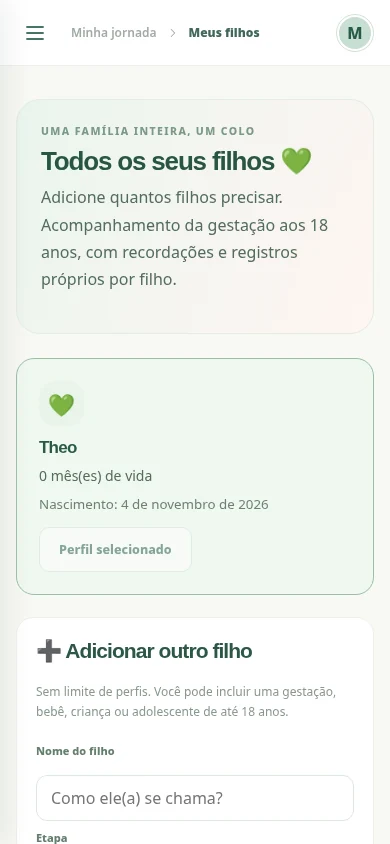 Minha jornada > Meus filhos
M
UMA FAMÍLIA INTEIRA, UM COLO
Todos os seus filhos 💚
Adicione quantos filhos precisar.
Acompanhamento da gestação aos 18
anos, com recordações e registros
próprios por filho.
💚
Theo
0 mês(es) de vida
Nascimento: 4 de novembro de 2026
Perfil selecionado
➕ Adicionar outro filho
Sem limite de perfis. Você pode incluir uma gestação,
bebê, criança ou adolescente de até 18 anos.
Nome do filho
Como ele(a) se chama?
Etapa